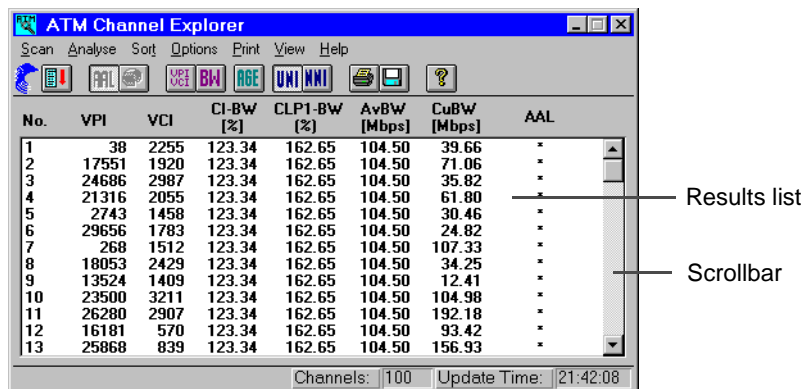 ATM
ATM Channel Explorer
Scan Analyse Sort Options Print View Help
AAL VPI VCI BW AGE UNI NNI ?
No. VPI VCI CI-BW [%] CLP1-BW [%] AvBW [Mbps] CuBW [Mbps] AAL
1 38 2255 123.34 162.65 104.50 39.66 *
2 17551 1920 123.34 162.65 104.50 71.06 *
3 24686 2987 123.34 162.65 104.50 35.82 *
4 21316 2055 123.34 162.65 104.50 61.80 *
5 2743 1458 123.34 162.65 104.50 30.46 *
6 29656 1783 123.34 162.65 104.50 24.82 *
7 268 1512 123.34 162.65 104.50 107.33 *
8 18053 2429 123.34 162.65 104.50 34.25 *
9 13524 1409 123.34 162.65 104.50 12.41 *
10 23500 3211 123.34 162.65 104.50 104.98 *
11 26280 2907 123.34 162.65 104.50 192.18 *
12 16181 570 123.34 162.65 104.50 93.42 *
13 25868 839 123.34 162.65 104.50 156.93 *
Results list
Scrollbar
Channels: 100 Update Time: 21:42:08